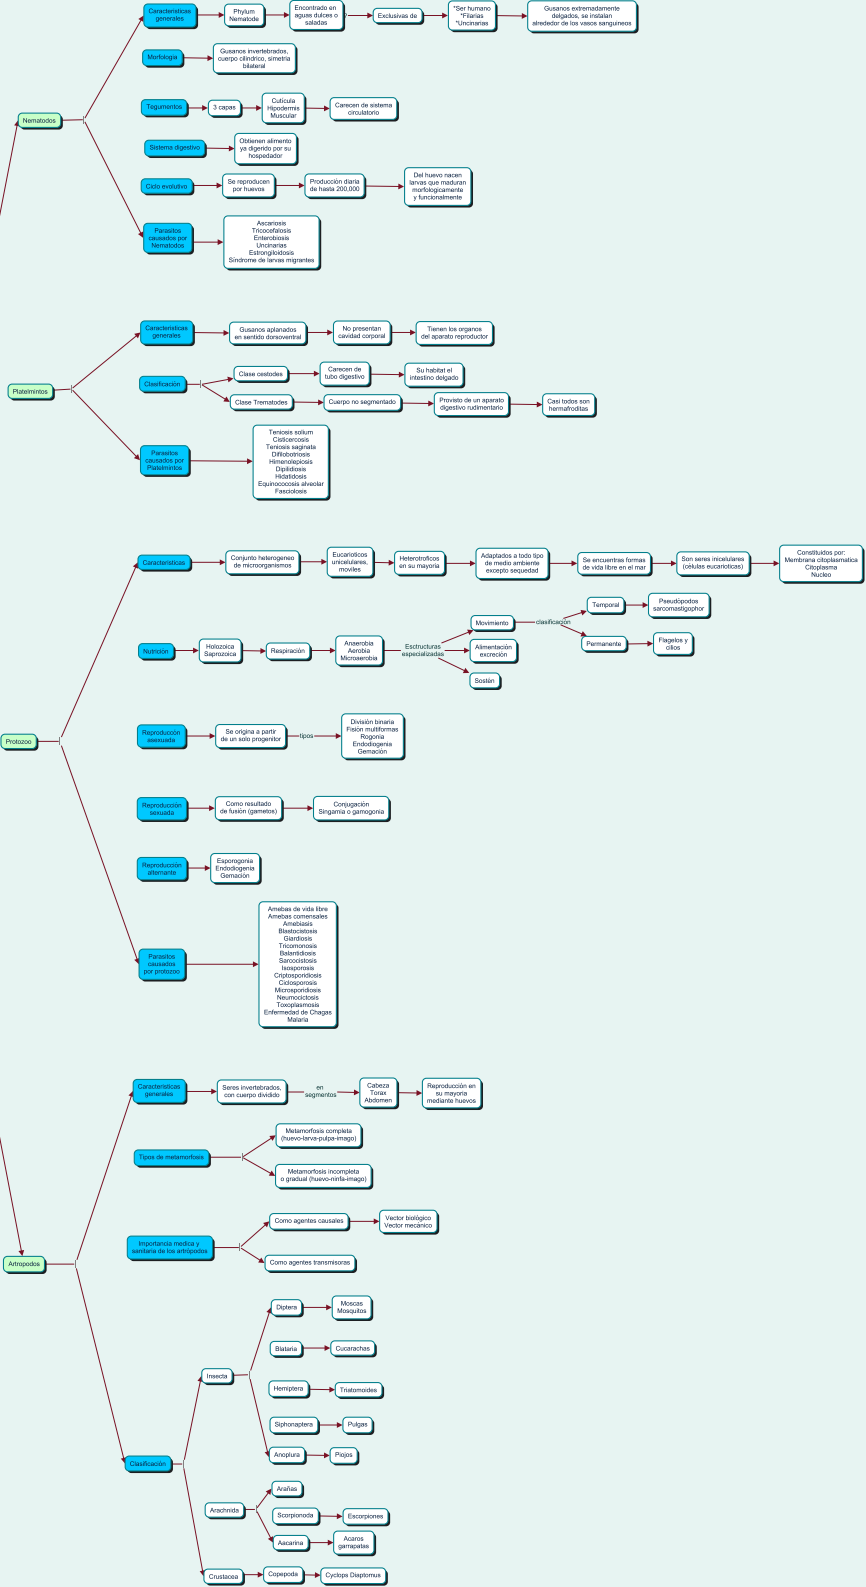 Nematodos
Características
generales
Phylum
Nematode
Encontrado en
aguas dulces o
saladas
Exclusivas de
*Ser humano
*Filarias
*Uncinarias
Gusanos extremadamente
delgados, se instalan
alrededor de los vasos sanguineos
Morfología
Gusanos invertebrados,
cuerpo cilindrico, simetria
bilateral
Tegumentos
3 capas
Cutícula
Hipodermis
Muscular
Carecen de sistema
circulatorio
Sistema digestivo
Obtienen alimento
ya digerido por su
hospedador
Ciclo evolutivo
Se reproducen
por huevos
Producción diaria
de hasta 200,000
Del huevo nacen
larvas que maduran
morfologicamente
y funcionalmente
Parasitos
causados por
Nematodos
Ascariosis
Tricocefalosis
Enterobiosis
Uncinarias
Estrongiloidosis
Síndrome de larvas migrantes
Platelmintos
Características
generales
Gusanos aplanados
en sentido dorsoventral
No presentan
cavidad corporal
Tienen los organos
del aparato reproductor
Clasificación
Clase cestodes
Carecen de
tubo digestivo
Su habitat el
intestino delgado
Clase Trematodes
Cuerpo no segmentado
Provisto de un aparato
digestivo rudimentario
Casi todos son
hermafroditas
Parasitos
causados por
Platelmintos
Teniosis solium
Cisticercosis
Teniosis saginata
Difilobotriosis
Himenolepiosis
Dipilidiosis
Hidatidosis
Equinococosis alveolar
Fasciolosis
Protozoo
Características
Conjunto heterogeneo
de microorganismos
Eucarioticos
unicelulares,
moviles
Heterotroficos
en su mayoria
Adaptados a todo tipo
de medio ambiente
excepto sequedad
Se encuentras formas
de vida libre en el mar
Son seres inicelulares
(células eucarioticas)
Constituidos por:
Membrana citoplasmatica
Citoplasma
Nucleo
Nutrición
Holozoica
Saprozoica
Respiración
Anaerobia
Aerobia
Microaerobia
Esctructuras
especializadas
Movimiento
clasificación
Temporal
Pseudópodos
sarcomastigophor
Permanente
Flagelos y
cilios
Alimentación
excreción
Sostén
Reproduccón
asexuada
Se origina a partir
de un solo progenitor
tipos
División binaria
Fisión multiformas
Rogonia
Endodiogenia
Gemación
Reproducción
sexuada
Como resultado
de fusión (gametos)
Conjugación
Singamia o gamogonia
Reproducción
alternante
Esporogonia
Endodiogenia
Gemación
Parasitos
causados
por protozoo
Amebas de vida libre
Amebas comensales
Amebiasis
Blastocistosis
Giardiosis
Tricomonosis
Balantidiosis
Sarcocistosis
Isosporosis
Criptosporidiosis
Ciclosporosis
Microsporidiosis
Neumocictosis
Toxoplasmosis
Enfermedad de Chagas
Malaria
Artropodos
Características
generales
Seres invertebrados,
con cuerpo dividido
en
segmentos
Cabeza
Torax
Abdomen
Reproducción en
su mayoria
mediante huevos
Tipos de metamorfosis
Metamorfosis completa
(huevo-larva-pulpa-imago)
Metamorfosis incompleta
o gradual (huevo-ninfa-imago)
Importancia medica y
sanitaria de los artrópodos
Como agentes causales
Vector biológico
Vector mecánico
Como agentes transmisoras
Clasificación
Insecta
Diptera
Moscas
Mosquitos
Blataria
Cucarachas
Hemiptera
Triatomoides
Siphonaptera
Pulgas
Anoplura
Piojos
Arachnida
Arañas
Scorpionoda
Escorpiones
Aacarina
Acaros
garrapatas
Crustacea
Copepoda
Cyclops Diaptomus